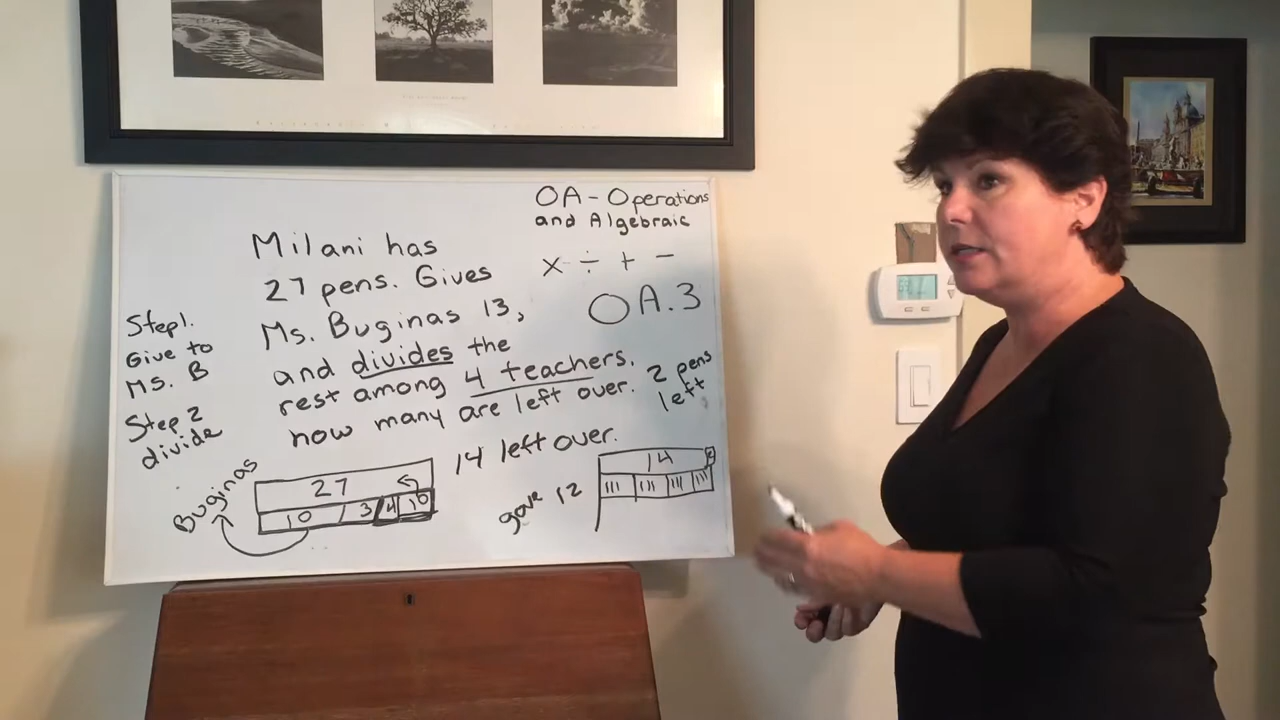 OA - Operations
and Algebraic
x ÷ + -
OA.3
Milani has
27 pens. Gives
Ms. Buginas 13,
and divides the
rest among 4 teachers.
how many are left over.
2 pens
left
Step 1.
Give to
Ms. B
Step 2
divide
14 left over.
Buginas
27
10 / 3 4 10
gave 12
14